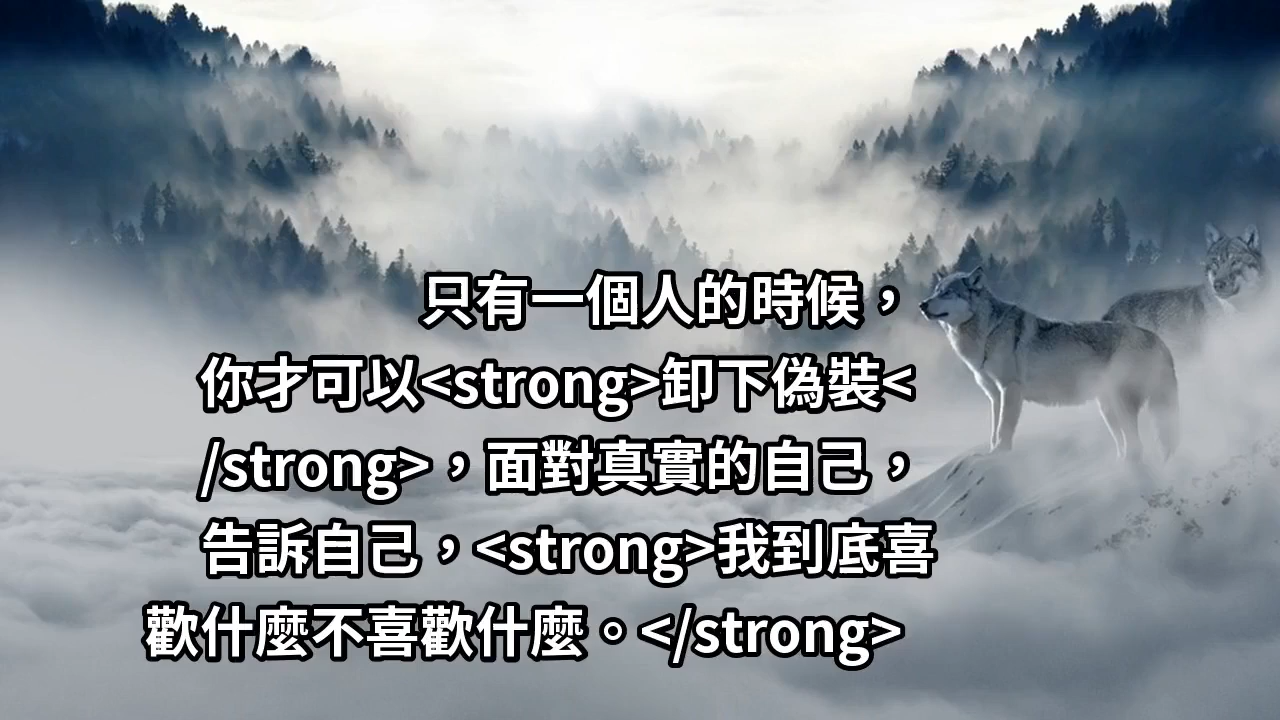 只有一個人的時候，
你才可以<strong>卸下偽裝<
/strong>，面對真實的自己，
告訴自己，<strong>我到底喜
歡什麼不喜歡什麼。</strong>